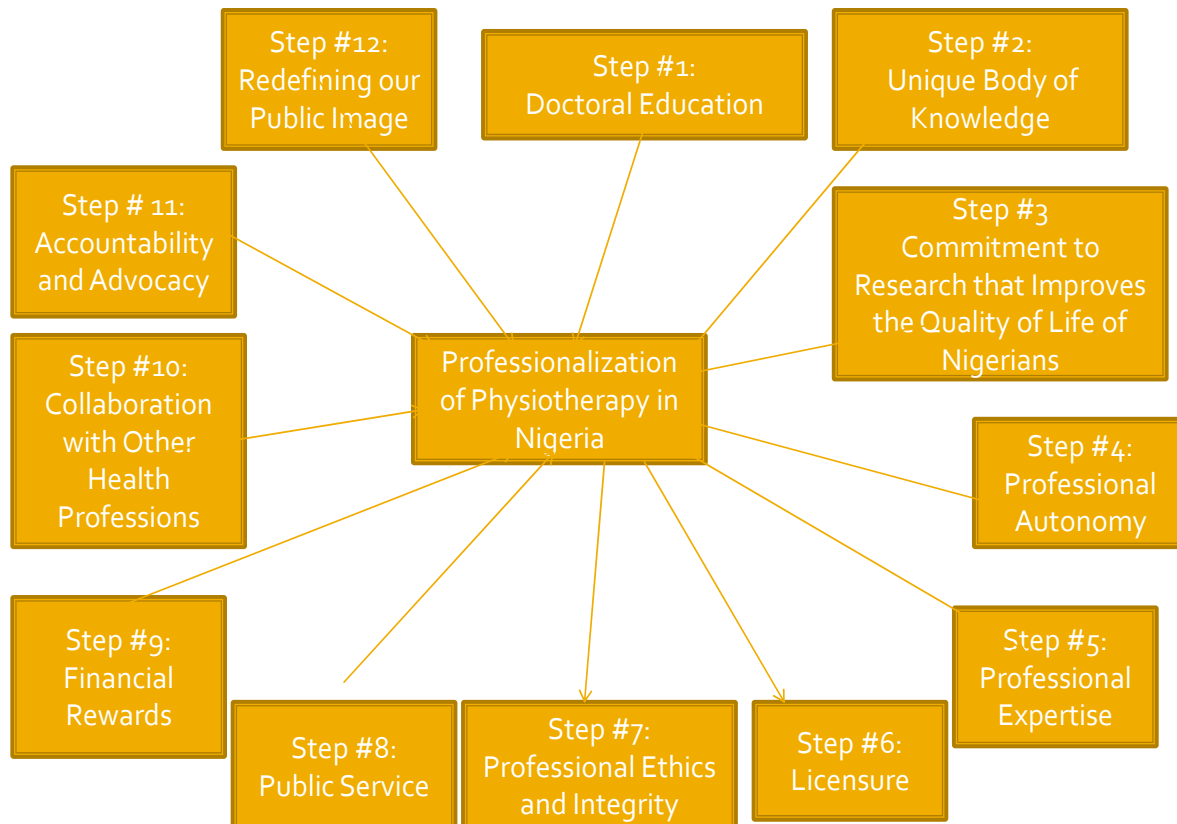 Step #12:
Redefining our
Public Image
Step #1:
Doctoral Education
Step #2:
Unique Body of
Knowledge
Step #3
Commitment to
Research that Improves
the Quality of Life of
Nigerians
Step #4:
Professional
Autonomy
Step #5:
Professional
Expertise
Step #6:
Licensure
Step #7:
Professional Ethics
and Integrity
Step #8:
Public Service
Step #9:
Financial
Rewards
Step #10:
Collaboration
with Other
Health
Professions
Step # 11:
Accountability
and Advocacy
Professionalization
of Physiotherapy in
Nigeria